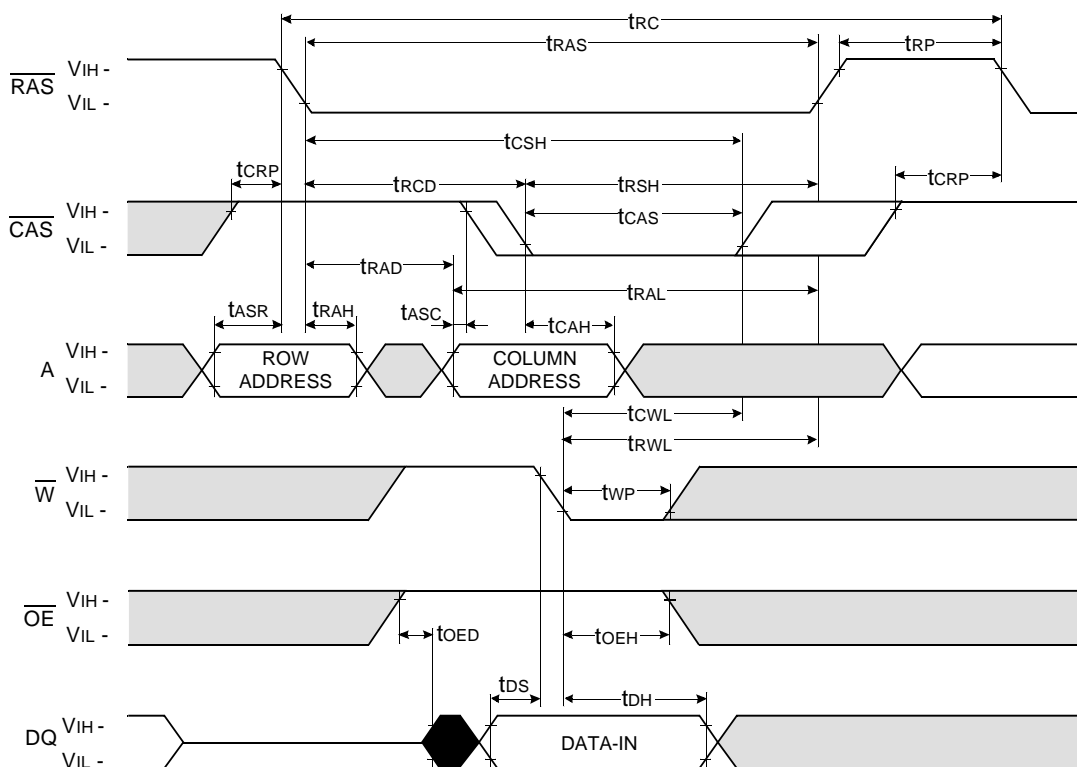 tRC
tRAS
tRP
RAS
VIH -
VIL -
tCSH
tCRP
tRCD
tRSH
tCRP
CAS
VIH -
VIL -
tCAS
tRAD
tRAL
tASR
tRAH
tASC
tCAH
A
VIH -
VIL -
ROW
ADDRESS
COLUMN
ADDRESS
tCWL
tRWL
W
VIH -
VIL -
tWP
OE
VIH -
VIL -
tOED
tOEH
tDS
tDH
DQ
VIH -
VIL -
DATA-IN